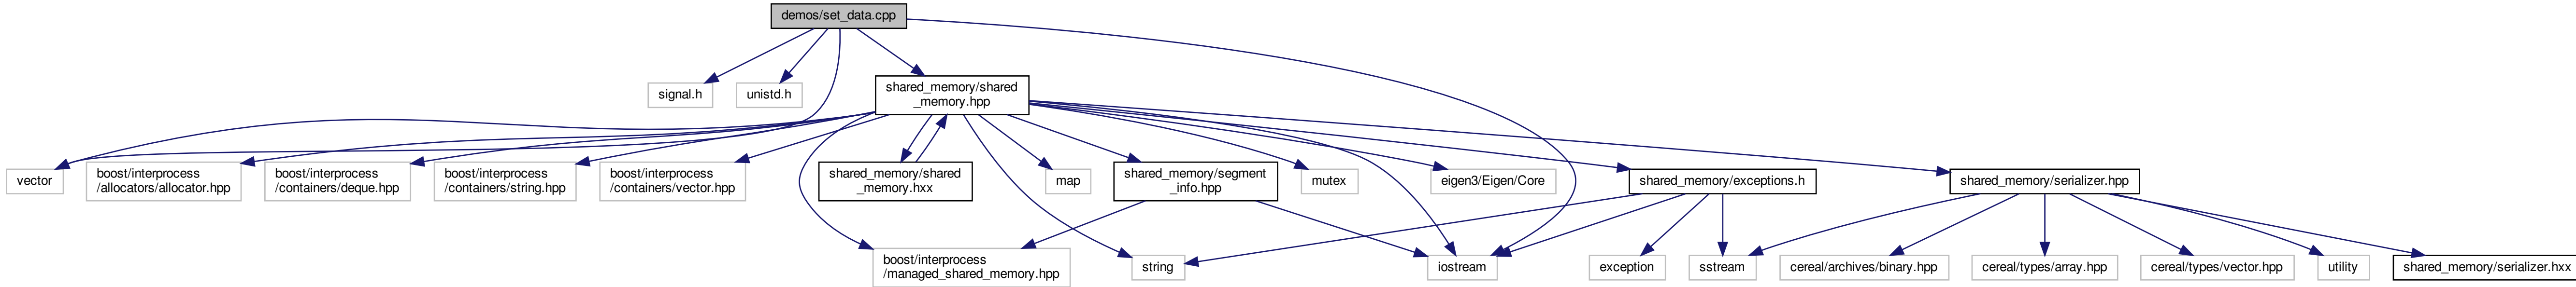 demos/set_data.cpp
signal.h
unistd.h
shared_memory/shared
_memory.hpp
vector
boost/interprocess
/allocators/allocator.hpp
boost/interprocess
/containers/deque.hpp
boost/interprocess
/containers/string.hpp
boost/interprocess
/containers/vector.hpp
shared_memory/shared
_memory.hxx
map
shared_memory/segment
_info.hpp
mutex
eigen3/Eigen/Core
shared_memory/exceptions.h
shared_memory/serializer.hpp
boost/interprocess
/managed_shared_memory.hpp
string
iostream
exception
sstream
cereal/archives/binary.hpp
cereal/types/array.hpp
cereal/types/vector.hpp
utility
shared_memory/serializer.hxx